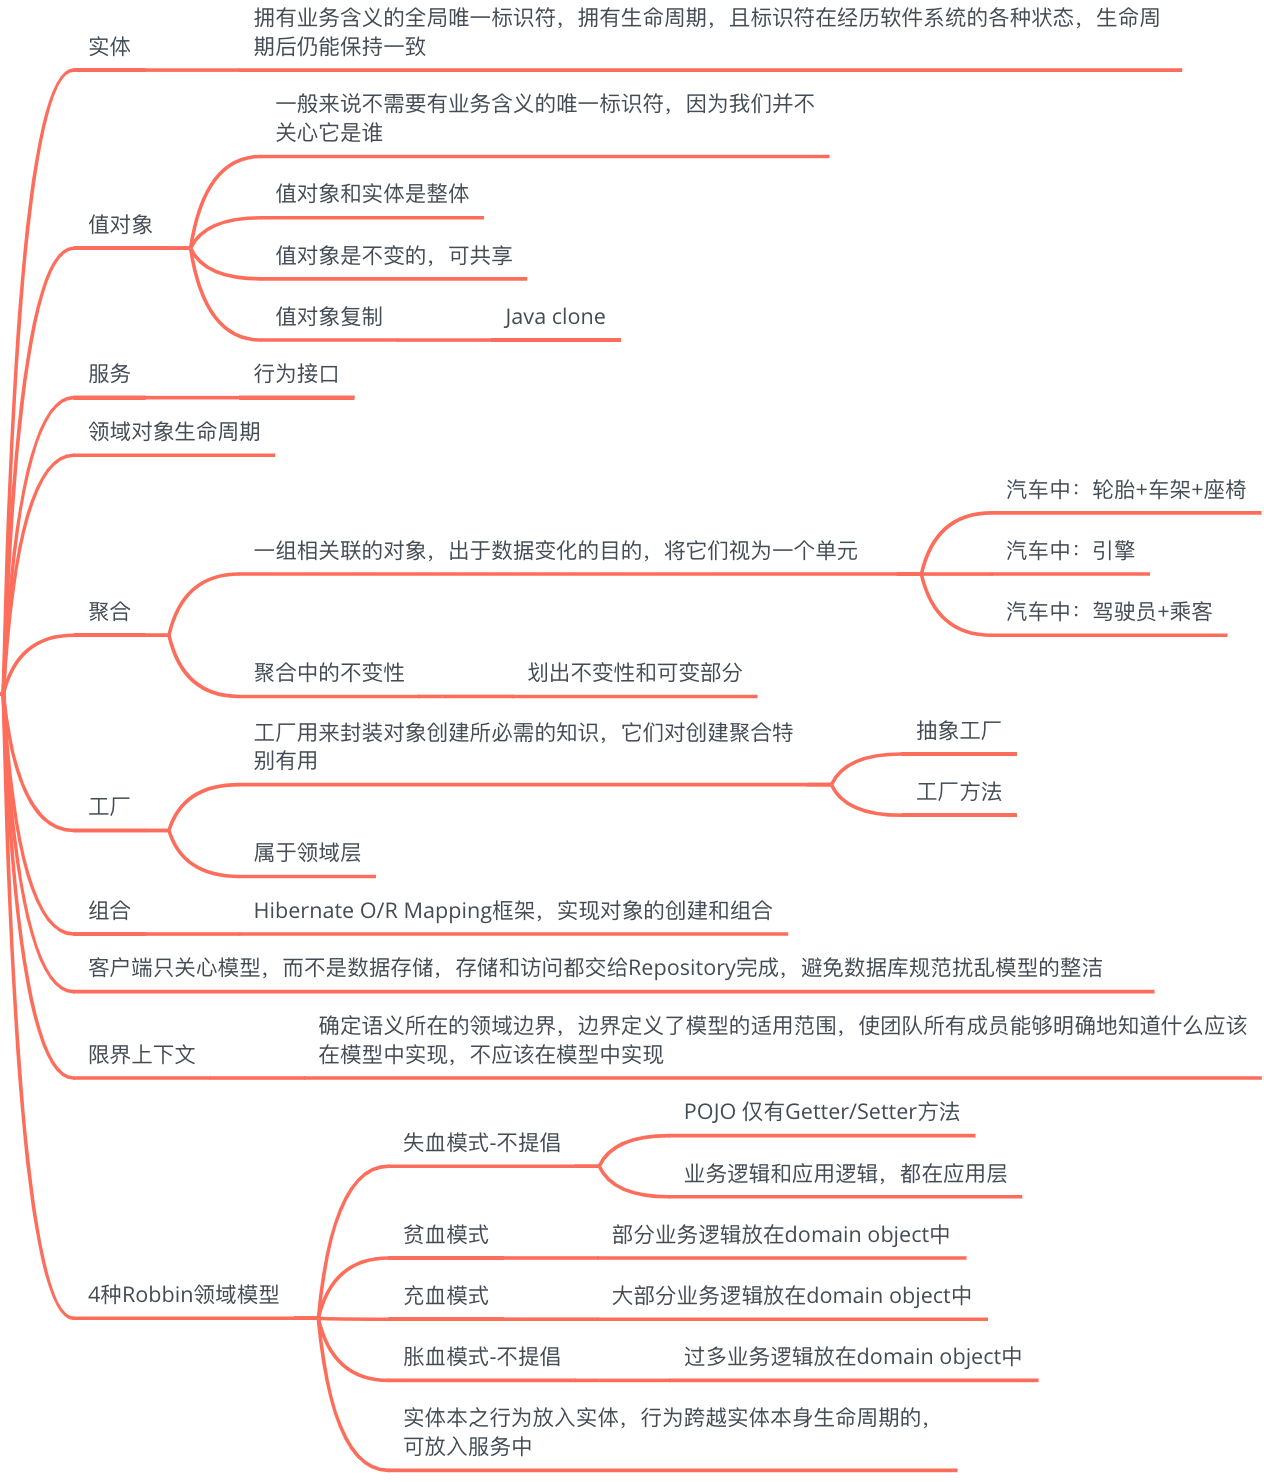 拥有业务含义的全局唯一标识符，拥有生命周期，且标识符在经历软件系统的各种状态，生命周
期后仍能保持一致
实体
一般来说不需要有业务含义的唯一标识符，因为我们并不
关心它是谁
值对象和实体是整体
值对象
值对象是不变的，可共享
值对象复制
Java clone
服务
行为接口
领域对象生命周期
汽车中：轮胎+车架+座椅
一组相关联的对象，出于数据变化的目的，将它们视为一个单元
汽车中：引擎
聚合
汽车中：驾驶员+乘客
聚合中的不变性
划出不变性和可变部分
工厂用来封装对象创建所必需的知识，它们对创建聚合特
别有用
抽象工厂
工厂方法
工厂
属于领域层
组合
Hibernate O/R Mapping框架，实现对象的创建和组合
客户端只关心模型，而不是数据存储，存储和访问都交给Repository完成，避免数据库规范扰乱模型的整洁
确定语义所在的领域边界，边界定义了模型的适用范围，使团队所有成员能够明确地知道什么应该
在模型中实现，不应该在模型中实现
限界上下文
POJO 仅有Getter/Setter方法
失血模式-不提倡
业务逻辑和应用逻辑，都在应用层
贫血模式
部分业务逻辑放在domain object中
4种Robbin领域模型
充血模式
大部分业务逻辑放在domain object中
胀血模式-不提倡
过多业务逻辑放在domain object中
实体本之行为放入实体，行为跨越实体本身生命周期的，
可放入服务中